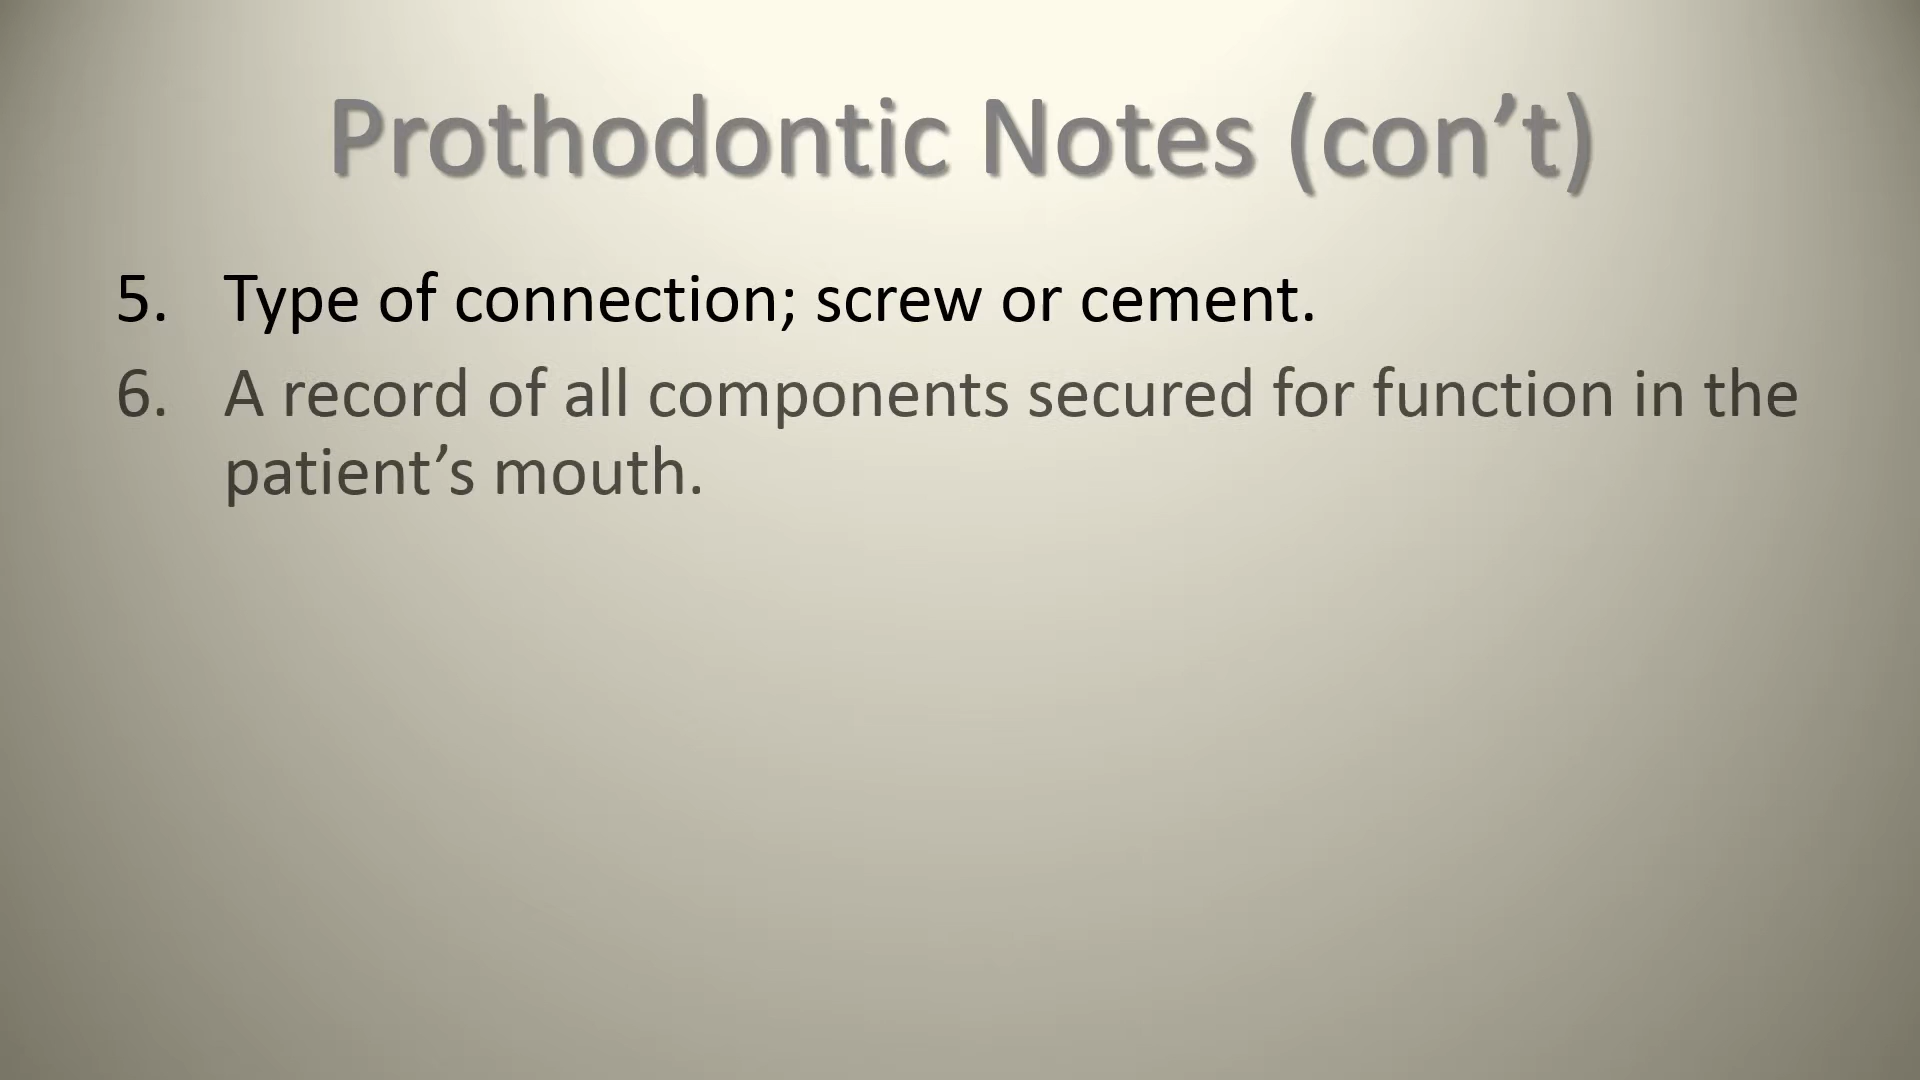 Prothodontic Notes (con’t)
5. Type of connection; screw or cement.
6. A record of all components secured for function in the
patient’s mouth.